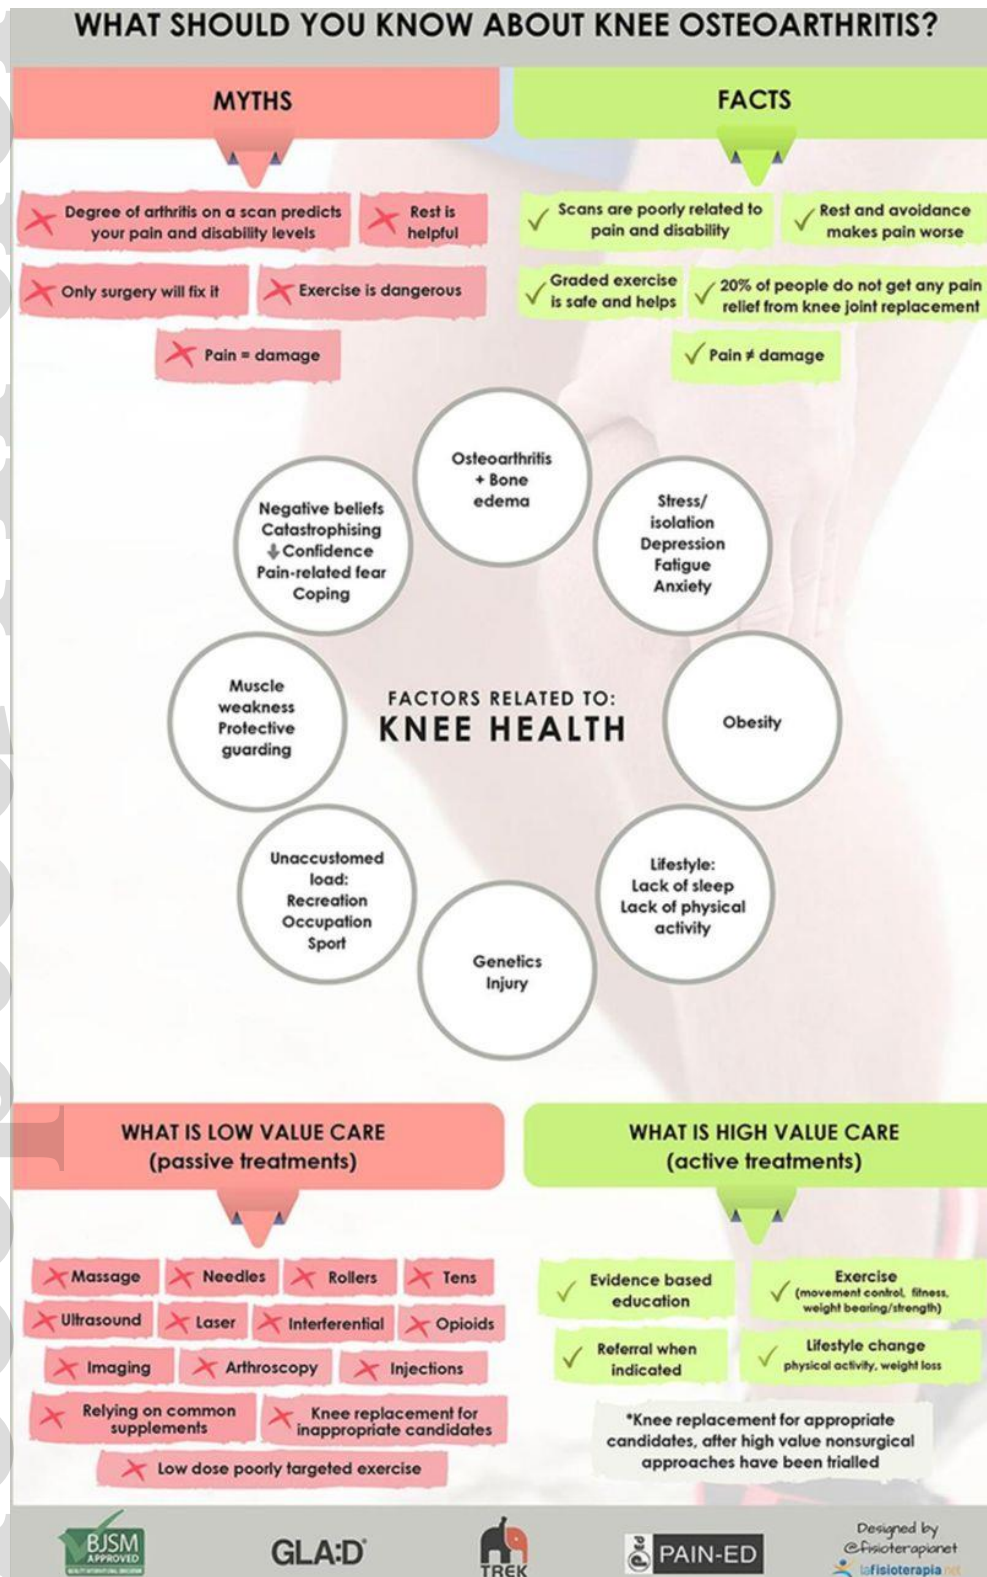 WHAT SHOULD YOU KNOW ABOUT KNEE OSTEOARTHRITIS?
MYTHS
Degree of arthritis on a scan predicts
your pain and disability levels
Rest is
helpful
Only surgery will fix it
Exercise is dangerous
Pain = damage
FACTS
Scans are poorly related to
pain and disability
Rest and avoidance
makes pain worse
Graded exercise
is safe and helps
20% of people do not get any pain
relief from knee joint replacement
Pain ≠ damage
FACTORS RELATED TO:
KNEE HEALTH
Osteoarthritis
+ Bone
edema
Stress/
isolation
Depression
Fatigue
Anxiety
Obesity
Lifestyle:
Lack of sleep
Lack of physical
activity
Genetics
Injury
Unaccustomed
load:
Recreation
Occupation
Sport
Muscle
weakness
Protective
guarding
Negative beliefs
Catastrophising
↓ Confidence
Pain-related fear
Coping
WHAT IS LOW VALUE CARE
(passive treatments)
Massage
Needles
Rollers
Tens
Ultrasound
Laser
Interferential
Opioids
Imaging
Arthroscopy
Injections
Relying on common
supplements
Knee replacement for
inappropriate candidates
Low dose poorly targeted exercise
WHAT IS HIGH VALUE CARE
(active treatments)
Evidence based
education
Exercise
(movement control, fitness,
weight bearing/strength)
Referral when
indicated
Lifestyle change
physical activity, weight loss
*Knee replacement for appropriate
candidates, after high value nonsurgical
approaches have been trialled
BJSM
APPROVED
GLA:D®
TREK
PAIN-ED
Designed by
@fisioterapianet
lafisioterapia.net